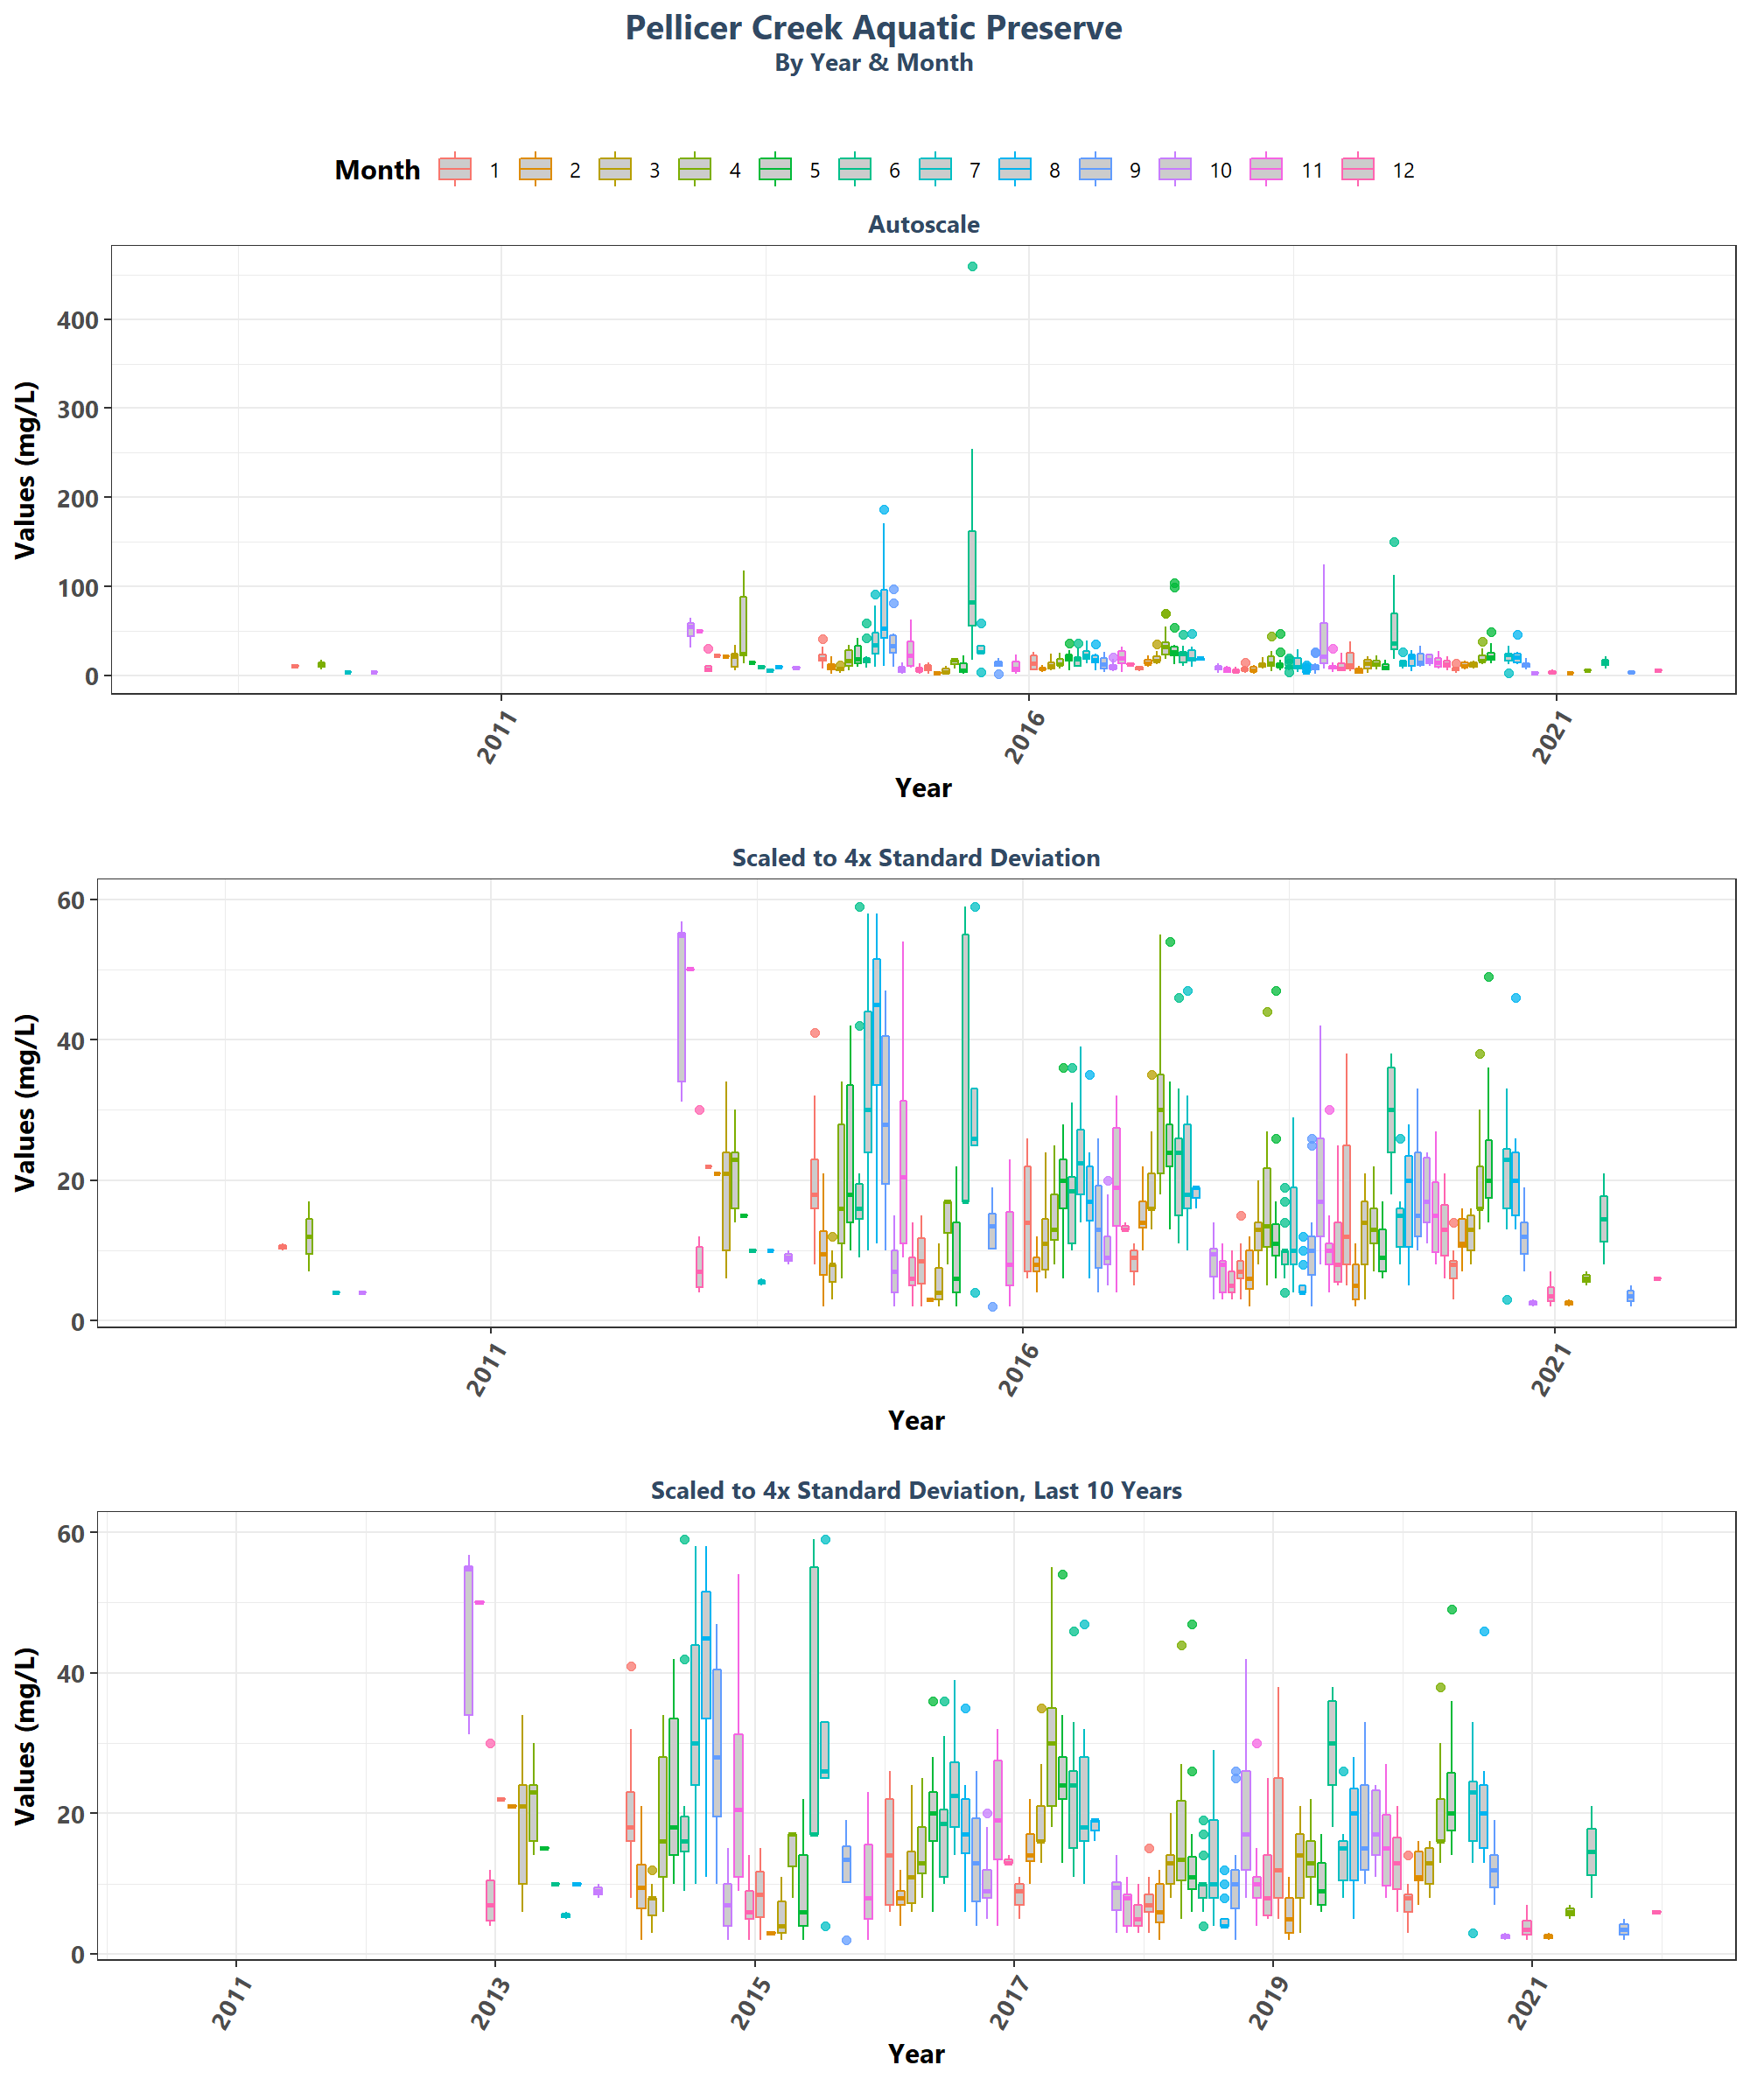 Pellicer Creek Aquatic Preserve
By Year & Month
Month 1 2 3 4 5 6 7 8 9 10 11 12
Autoscale
Values (mg/L)
400
300
200
100
0
2011 2016 2021
Year
Scaled to 4x Standard Deviation
Values (mg/L)
60
40
20
0
2011 2016 2021
Year
Scaled to 4x Standard Deviation, Last 10 Years
Values (mg/L)
60
40
20
0
2011 2013 2015 2017 2019 2021
Year